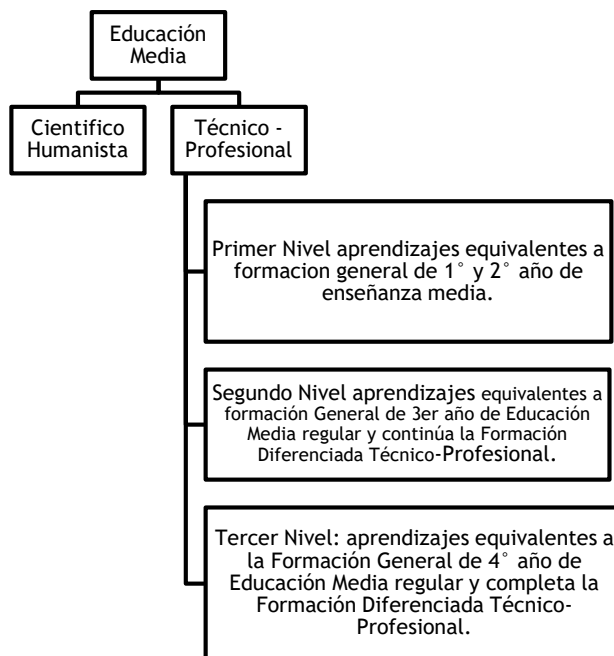 Educación
Media
Cientifico
Humanista
Técnico -
Profesional
Primer Nivel aprendizajes equivalentes a
formacion general de 1° y 2° año de
enseñanza media.
Segundo Nivel aprendizajes equivalentes a
formación General de 3er año de Educación
Media regular y continúa la Formación
Diferenciada Técnico-Profesional.
Tercer Nivel: aprendizajes equivalentes a
la Formación General de 4° año de
Educación Media regular y completa la
Formación Diferenciada Técnico-
Profesional.